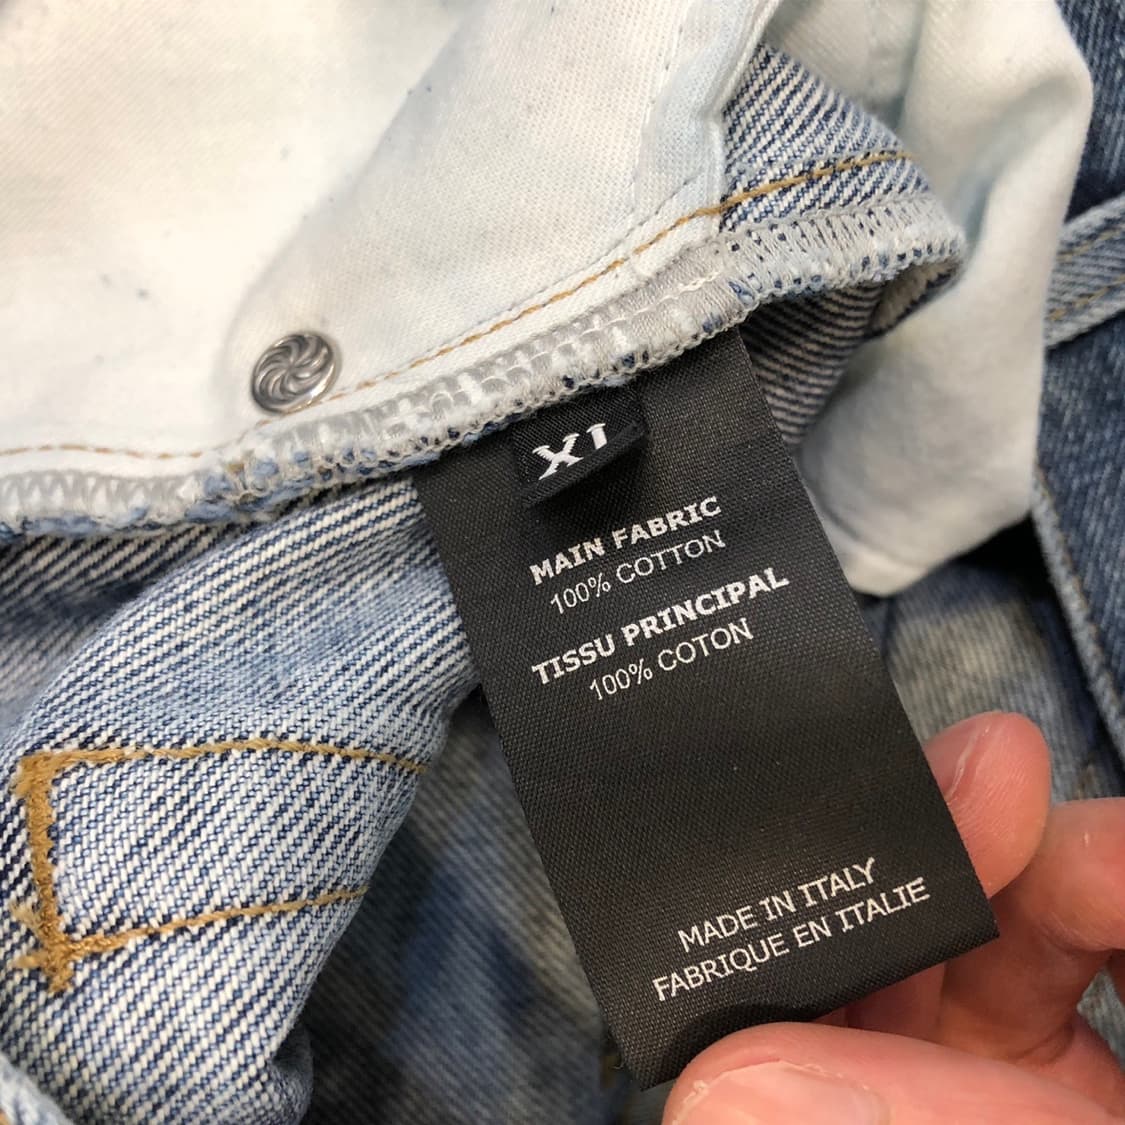 XL
MAIN FABRIC
100% COTTON
TISSU PRINCIPAL
100% COTON
MADE IN ITALY
FABRIQUE EN ITALIE